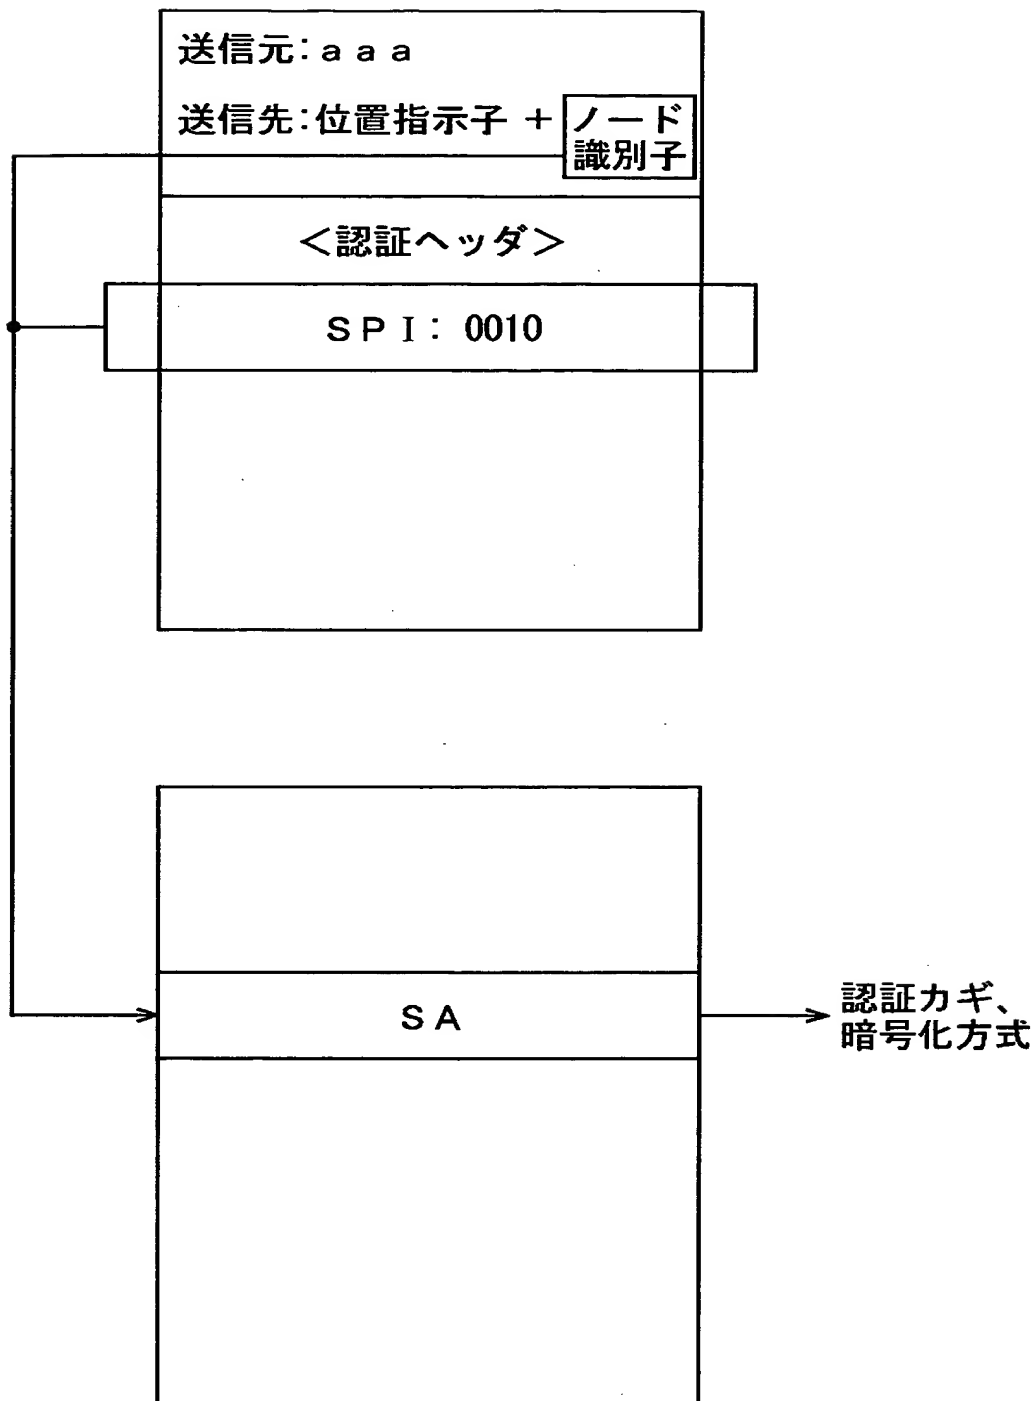 送信元：ａａａ
送信先：位置指示子 + ノード
識別子
＜認証ヘッダ＞
ＳＰＩ： 0010
ＳＡ
認証カギ、
暗号化方式